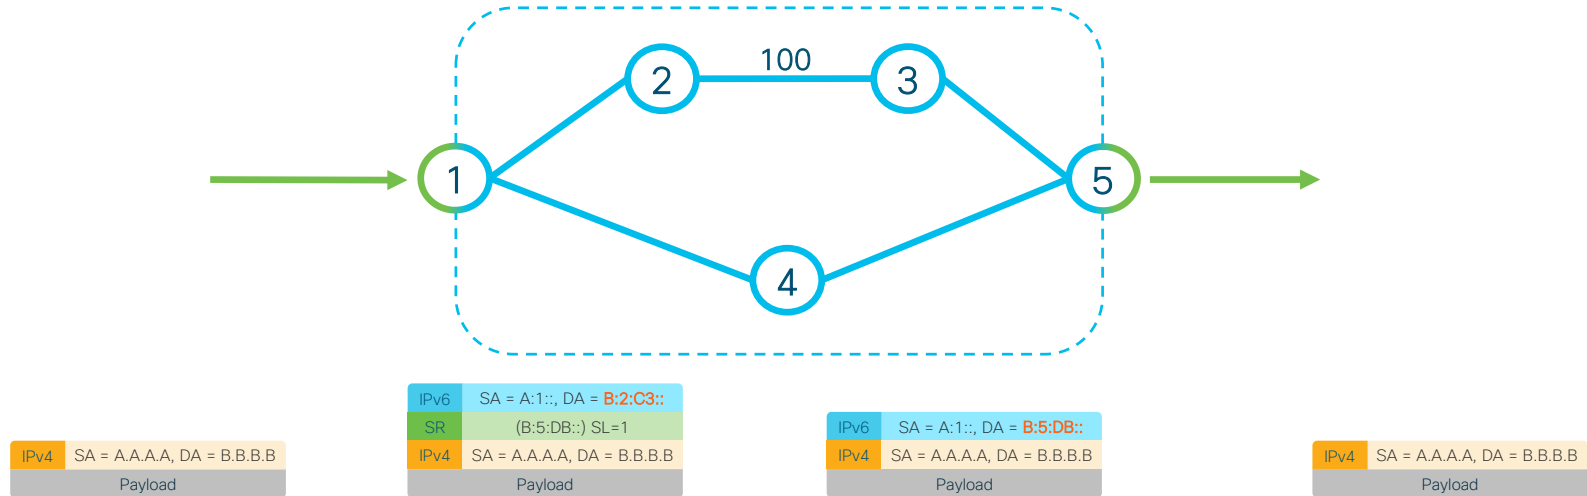 100
2
3
1
5
4
IPv6 SA = A:1::, DA = B:2:C3::
SR (B:5:DB::) SL=1
IPv6 SA = A:1::, DA = B:5:DB::
IPv4 SA = A.A.A.A, DA = B.B.B.B
IPv4 SA = A.A.A.A, DA = B.B.B.B
IPv4 SA = A.A.A.A, DA = B.B.B.B
IPv4 SA = A.A.A.A, DA = B.B.B.B
Payload
Payload
Payload
Payload